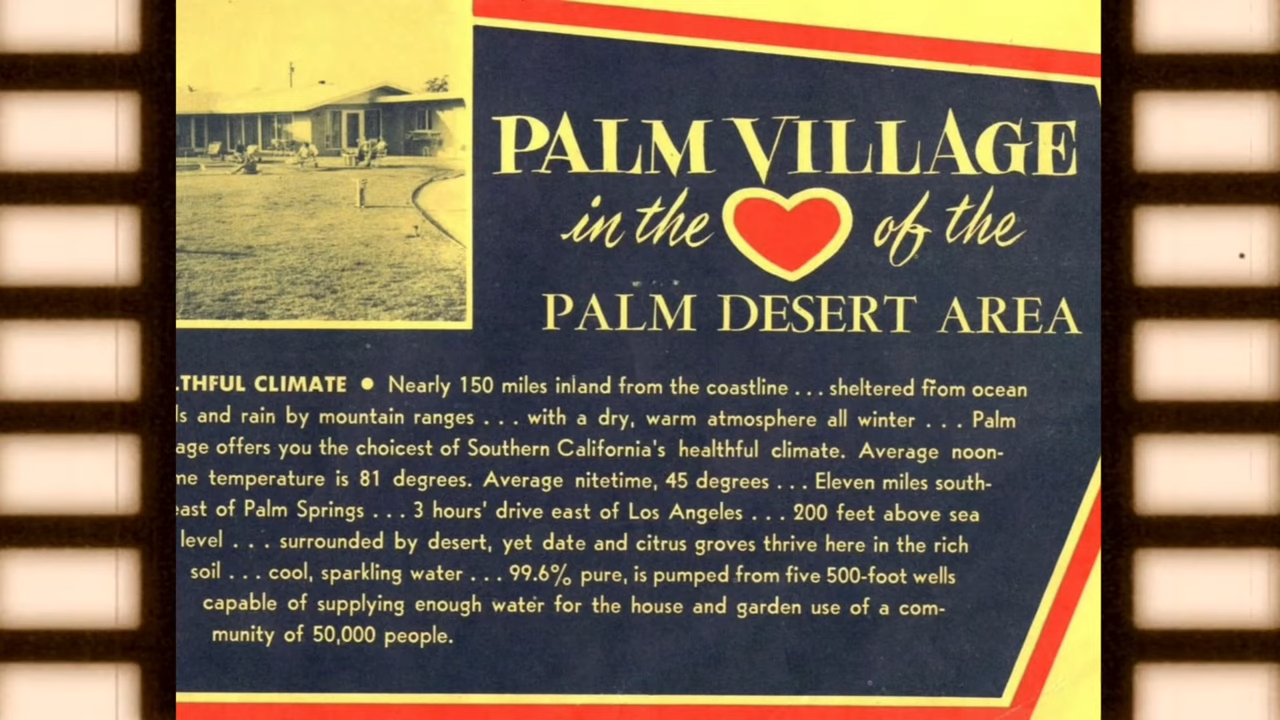 PALM VILLAGE
in the of the
PALM DESERT AREA
LTHFUL CLIMATE ● Nearly 150 miles inland from the coastline . . . sheltered from ocean
ls and rain by mountain ranges . . . with a dry, warm atmosphere all winter . . . Palm
age offers you the choicest of Southern California's healthful climate. Average noon-
me temperature is 81 degrees. Average nitetime, 45 degrees . . . Eleven miles south-
east of Palm Springs . . . 3 hours' drive east of Los Angeles . . . 200 feet above sea
level . . . surrounded by desert, yet date and citrus groves thrive here in the rich
soil . . . cool, sparkling water . . . 99.6% pure, is pumped from five 500-foot wells
capable of supplying enough water for the house and garden use of a com-
munity of 50,000 people.